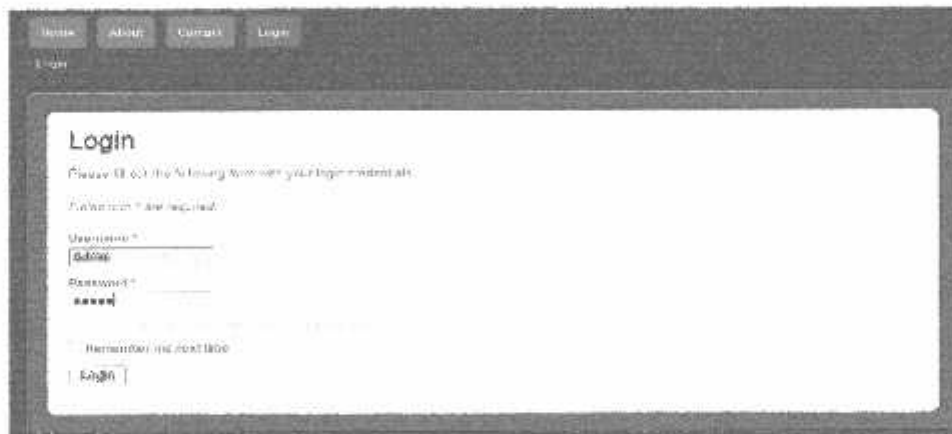 Home About Contact Login
Login
Login
Please fill out the following form with your login credentials
Fields with * are required.
Username *
admin
Password *
Remember me next time
Login